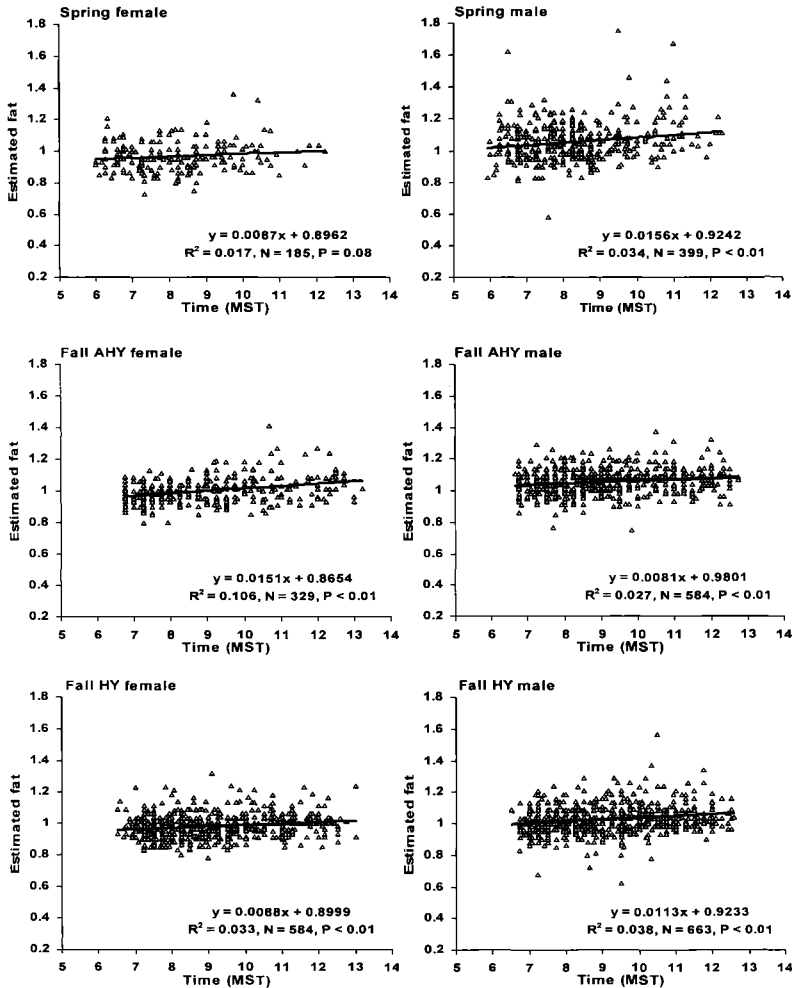 Spring female
1.8
1.6
1.4
1.2
1
0.8
0.6
0.4
0.2
Estimated fat
y = 0.0087x + 0.8962
R² = 0.017, N = 185, P = 0.08
5 6 7 8 9 10 11 12 13 14
Time (MST)
Spring male
1.8
1.6
1.4
1.2
1
0.8
0.6
0.4
0.2
Estimated fat
y = 0.0156x + 0.9242
R² = 0.034, N = 399, P < 0.01
5 6 7 8 9 10 11 12 13 14
Time (MST)
Fall AHY female
1.8
1.6
1.4
1.2
1
0.8
0.6
0.4
0.2
Estimated fat
y = 0.0151x + 0.8654
R² = 0.106, N = 329, P < 0.01
5 6 7 8 9 10 11 12 13 14
Time (MST)
Fall AHY male
1.8
1.6
1.4
1.2
1
0.8
0.6
0.4
0.2
Estimated fat
y = 0.0081x + 0.9801
R² = 0.027, N = 584, P < 0.01
5 6 7 8 9 10 11 12 13 14
Time (MST)
Fall HY female
1.8
1.6
1.4
1.2
1
0.8
0.6
0.4
0.2
Estimated fat
y = 0.0088x + 0.8999
R² = 0.033, N = 584, P < 0.01
5 6 7 8 9 10 11 12 13 14
Time (MST)
Fall HY male
1.8
1.6
1.4
1.2
1
0.8
0.6
0.4
0.2
Estimated fat
y = 0.0113x + 0.9233
R² = 0.038, N = 663, P < 0.01
5 6 7 8 9 10 11 12 13 14
Time (MST)